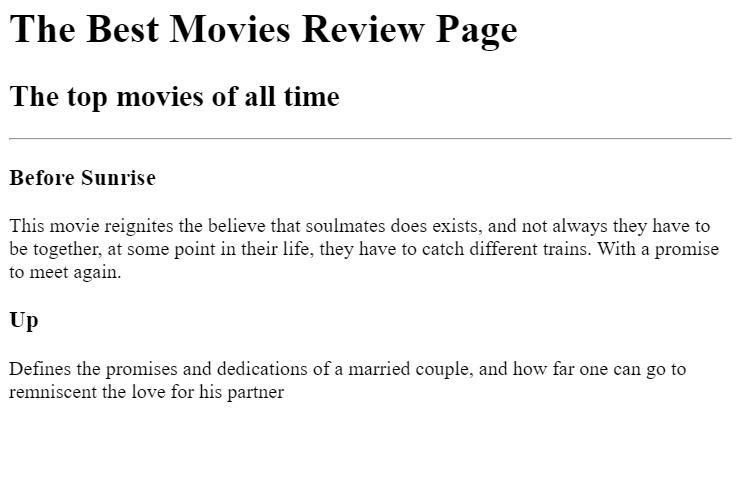 The Best Movies Review Page
The top movies of all time
Before Sunrise
This movie reignites the believe that soulmates does exists, and not always they have to
be together, at some point in their life, they have to catch different trains. With a promise
to meet again.
Up
Defines the promises and dedications of a married couple, and how far one can go to
remniscent the love for his partner